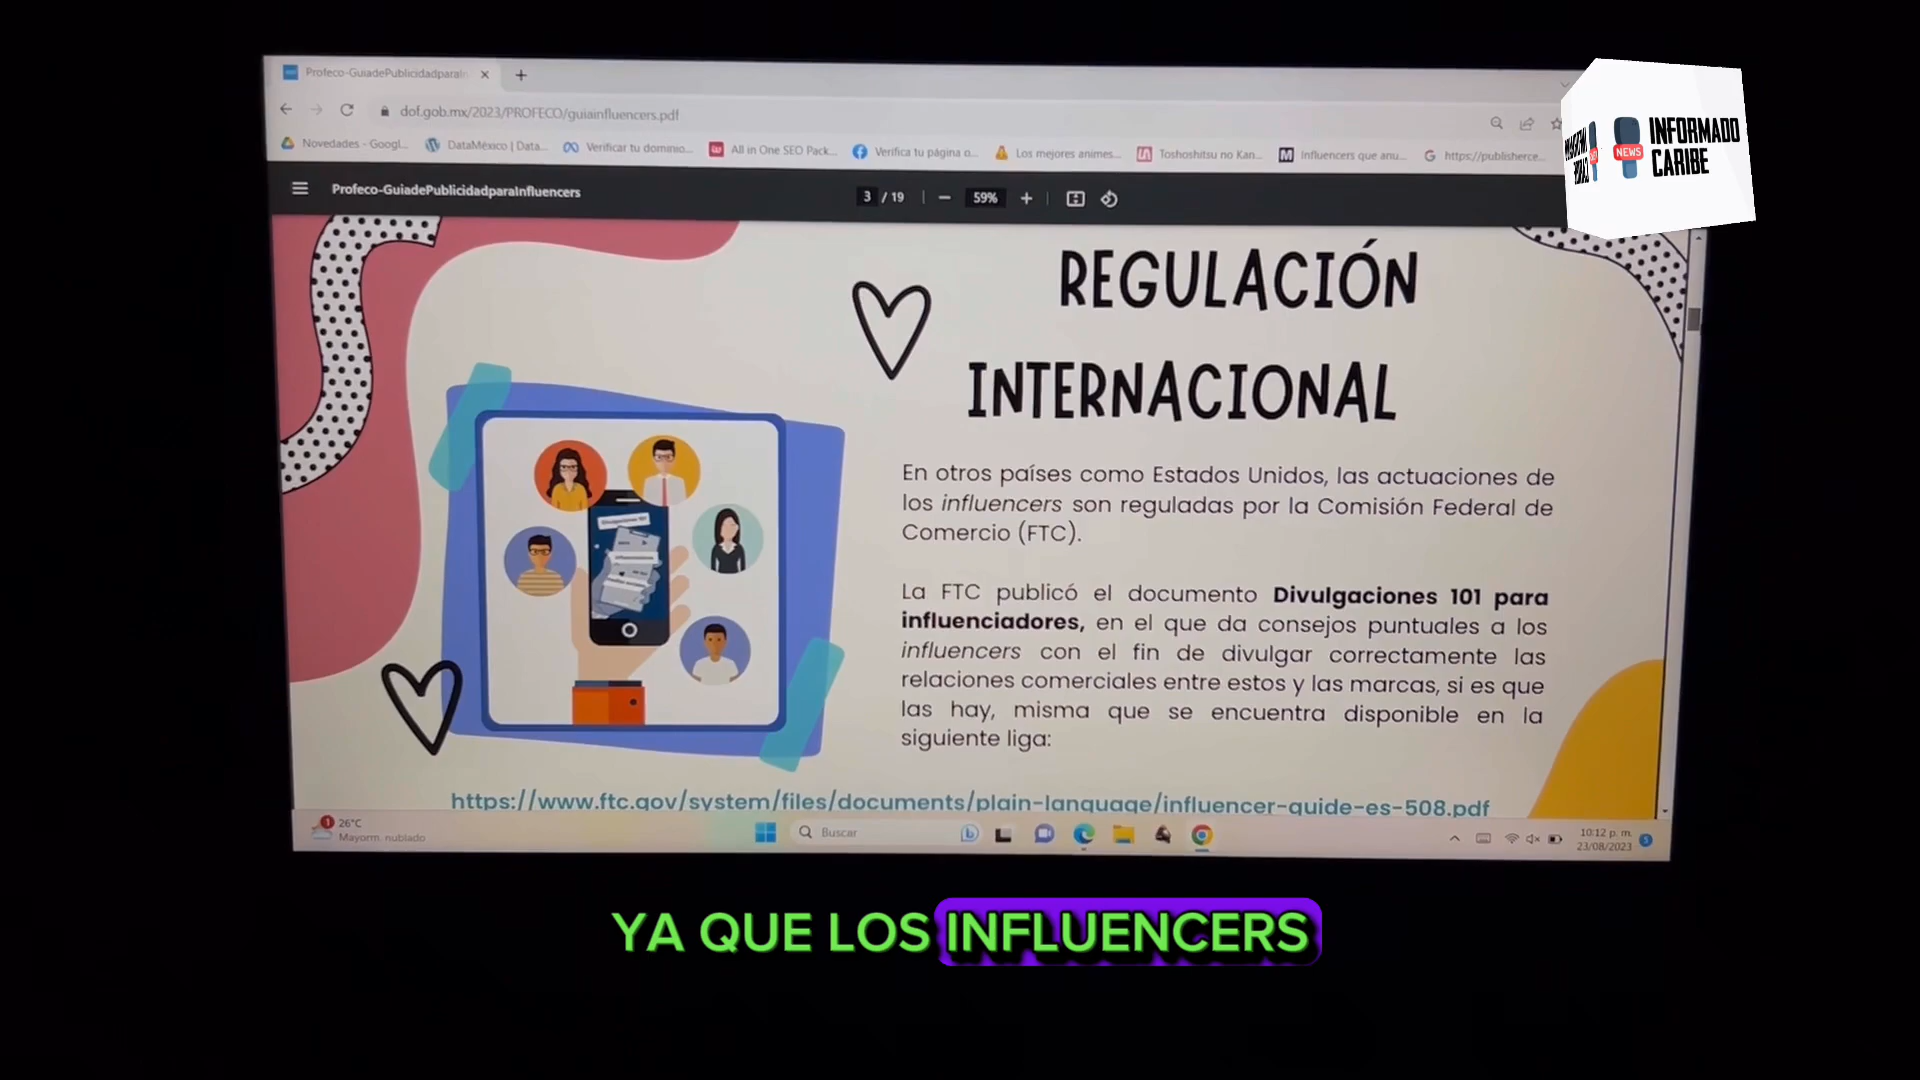 Profeco-GuiadePublicidadparaIn
dof.gob.mx/2023/PROFECO/guiainfluencers.pdf
Novedades - Googl...
DataMéxico | Data...
Verificar tu dominio...
All in One SEO Pack...
Verifica tu página o...
Los mejores animes...
Toshoshitsu no Kan...
Influencers que anu...
https://publisherce...
INFORMADO
CARIBE
NEWS
Profeco-GuiadePublicidadparaInfluencers
3 / 19
59%
REGULACIÓN
INTERNACIONAL
En otros países como Estados Unidos, las actuaciones de
los influencers son reguladas por la Comisión Federal de
Comercio (FTC).
La FTC publicó el documento Divulgaciones 101 para
influenciadores, en el que da consejos puntuales a los
influencers con el fin de divulgar correctamente las
relaciones comerciales entre estos y las marcas, si es que
las hay, misma que se encuentra disponible en la
siguiente liga:
https://www.ftc.gov/system/files/documents/plain-language/influencer-guide-es-508.pdf
1
26°C
Mayorm. nublado
Buscar
10:12 p. m.
23/08/2023
5
YA QUE LOS INFLUENCERS